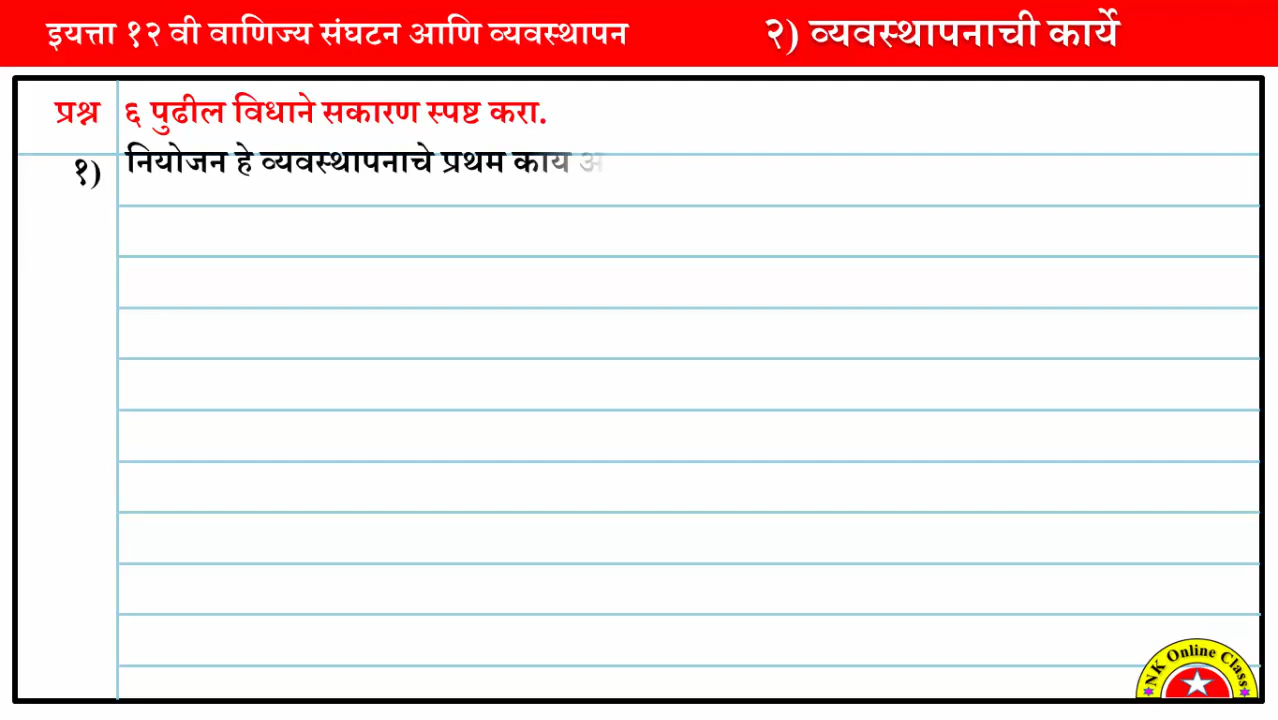 इयत्ता १२ वी वाणिज्य संघटन आणि व्यवस्थापन २) व्यवस्थापनाची कार्ये
प्रश्न ६ पुढील विधाने सकारण स्पष्ट करा.
१) नियोजन हे व्यवस्थापनाचे प्रथम काय अ
NK Online Class